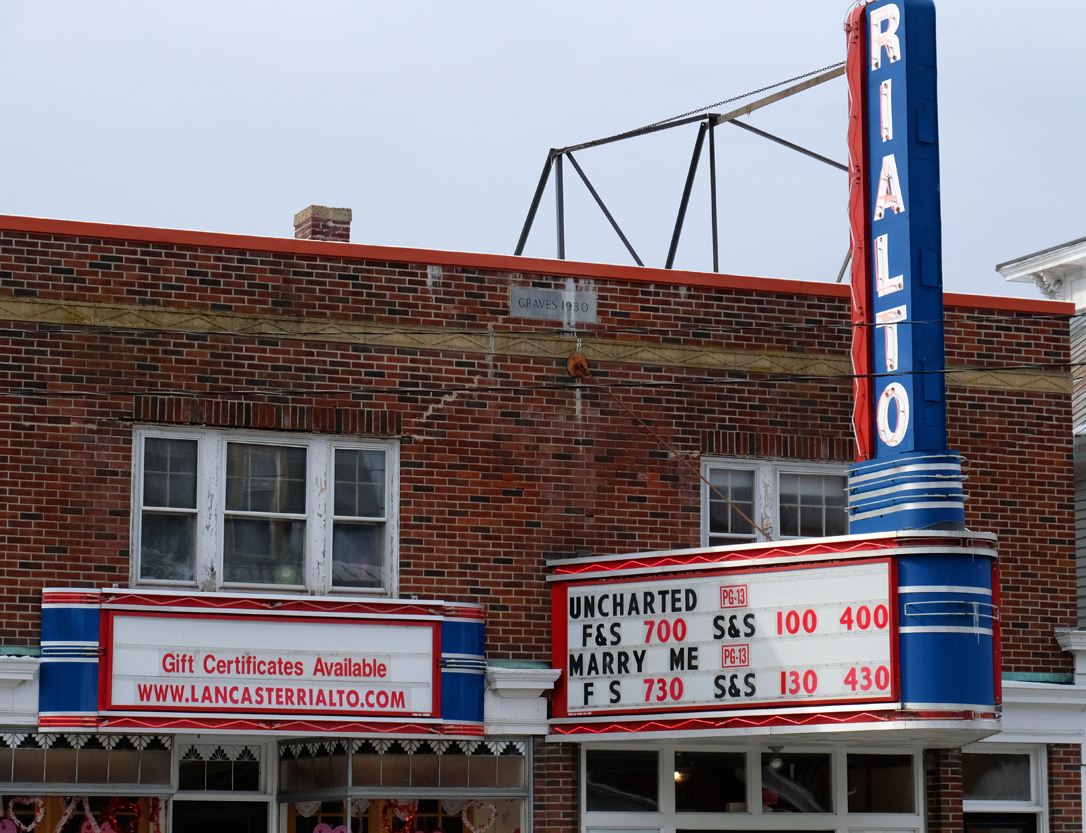 RIALTO
GRAVES 1930
UNCHARTED PG-13
F&S 700 S&S 100 400
MARRY ME PG-13
F S 730 S&S 130 430
Gift Certificates Available
WWW.LANCASTERRIALTO.COM